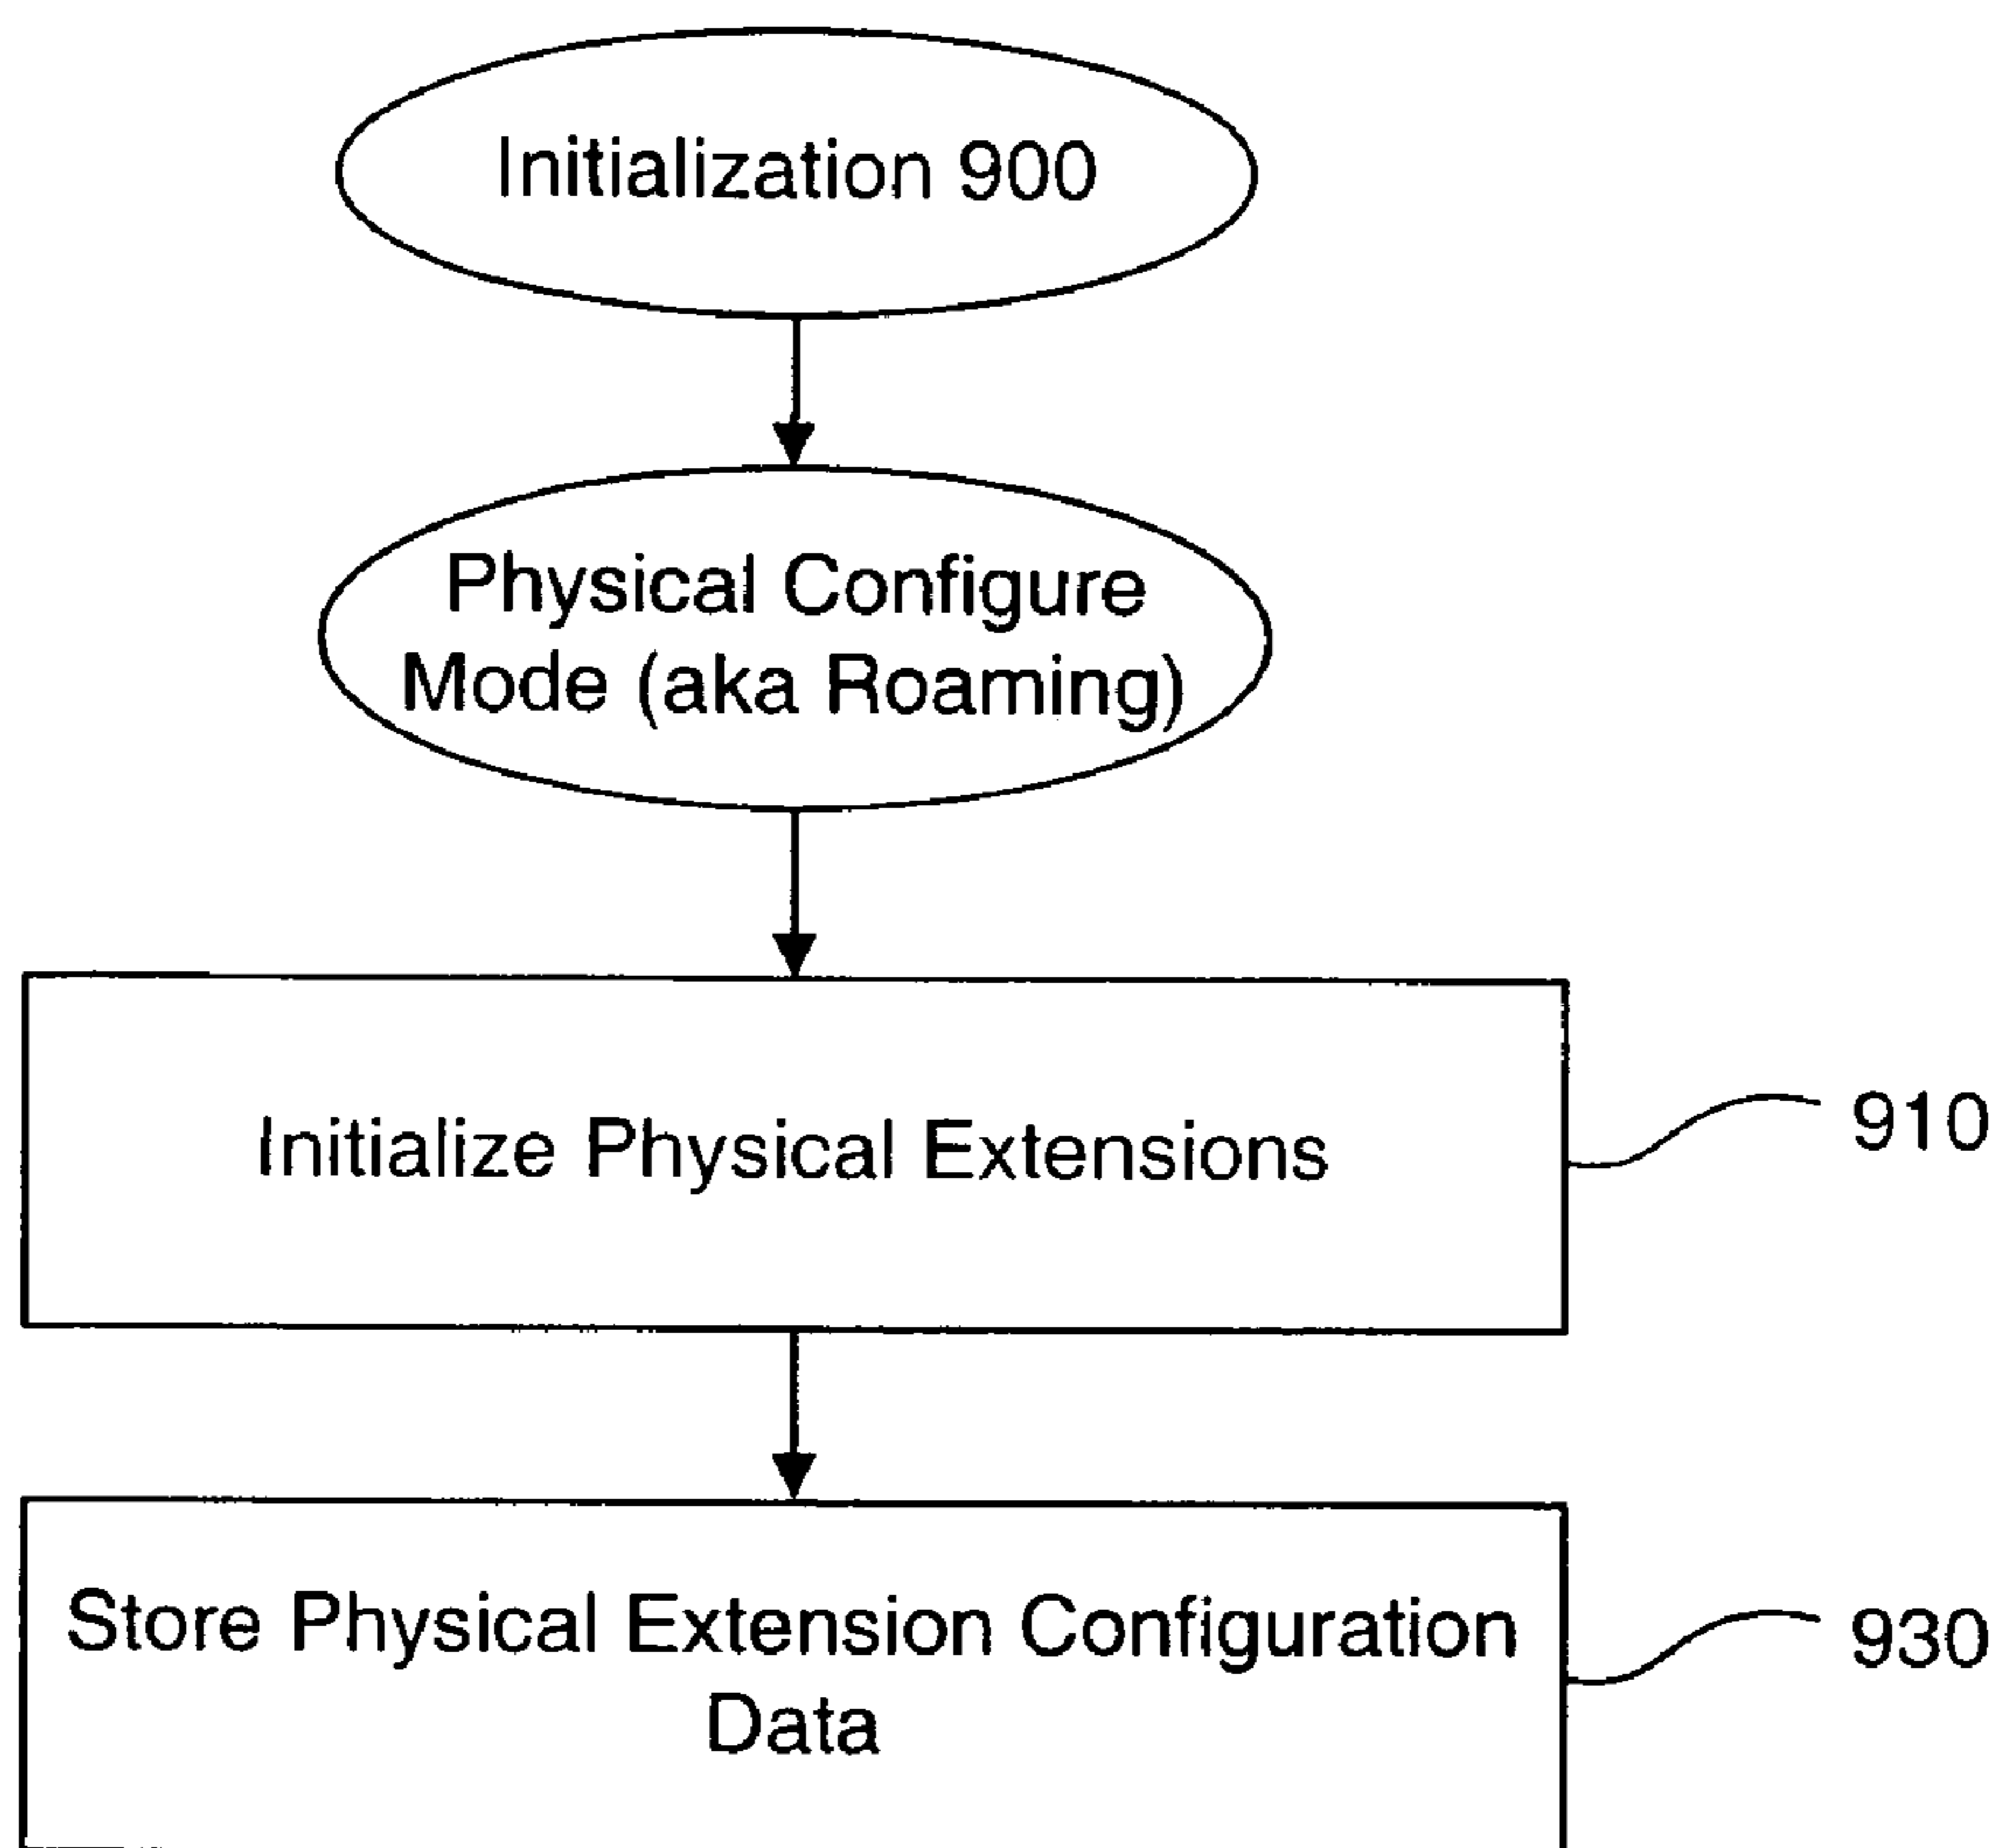 Initialization 900
Physical Configure
Mode (aka Roaming)
Initialize Physical Extensions
910
Store Physical Extension Configuration
Data
930